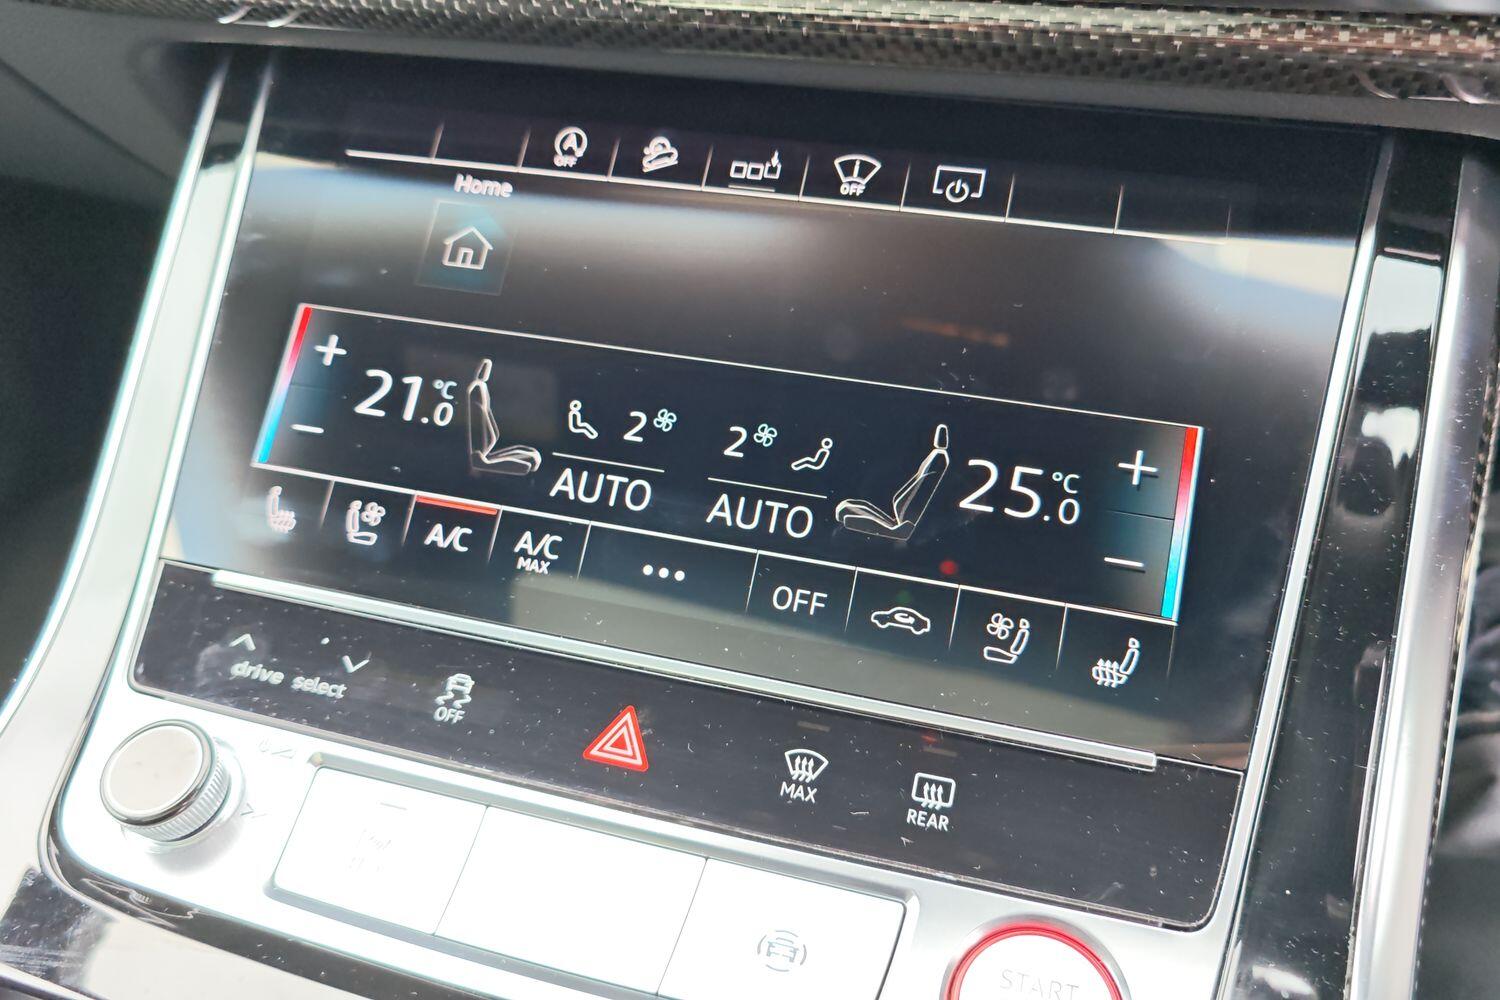 OFF
OFF
Home
21.0 °C
2
2
25.0 °C
AUTO
AUTO
A/C
A/C
MAX
OFF
drive select
OFF
MAX
REAR
START